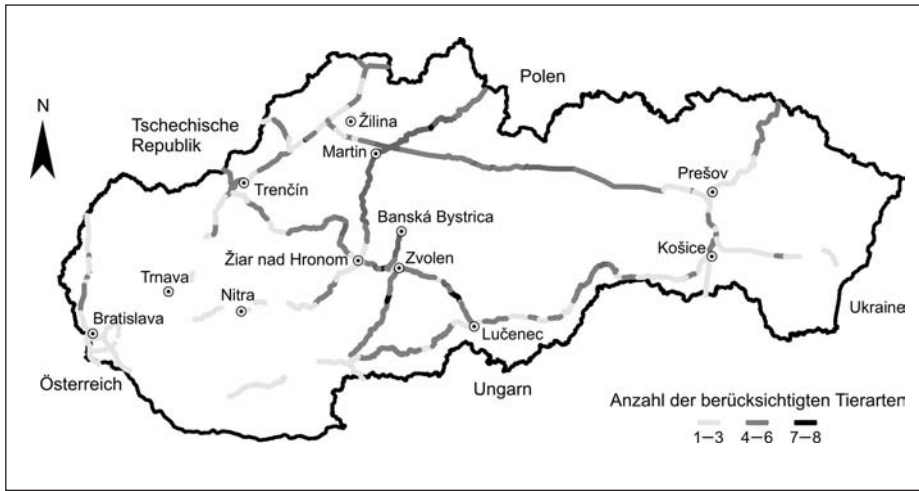 Polen
N
Žilina
Tschechische
Republik
Martin
Trenčín
Prešov
Banská Bystrica
Žiar nad Hronom
Zvolen
Košice
Trnava
Nitra
Ukraine
Bratislava
Lučenec
Österreich
Ungarn
Anzahl der berücksichtigten Tierarten
1–3 4–6 7–8